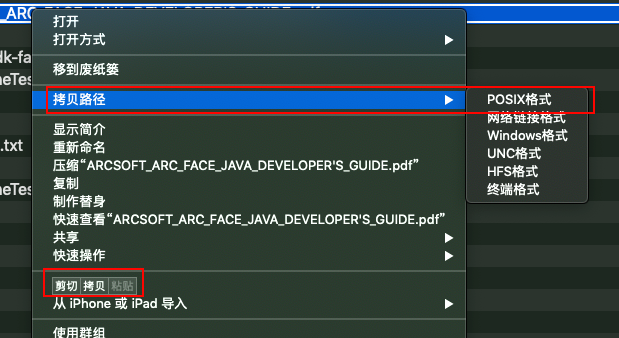 _ARC_FACE_JAVA_DEVELOPER'S_GUIDE.pdf
打开
打开方式
dk-fa
移到废纸篓
neTes
拷贝路径
POSIX格式
网络链接格式
显示简介
Windows格式
重新命名
.txt
UNC格式
压缩“ARCSOFT_ARC_FACE_JAVA_DEVELOPER'S_GUIDE.pdf”
HFS格式
复制
neTes
终端格式
制作替身
快速查看“ARCSOFT_ARC_FACE_JAVA_DEVELOPER'S_GUIDE.pdf”
共享
快速操作
剪切 拷贝 粘贴
从 iPhone 或 iPad 导入
使用群组